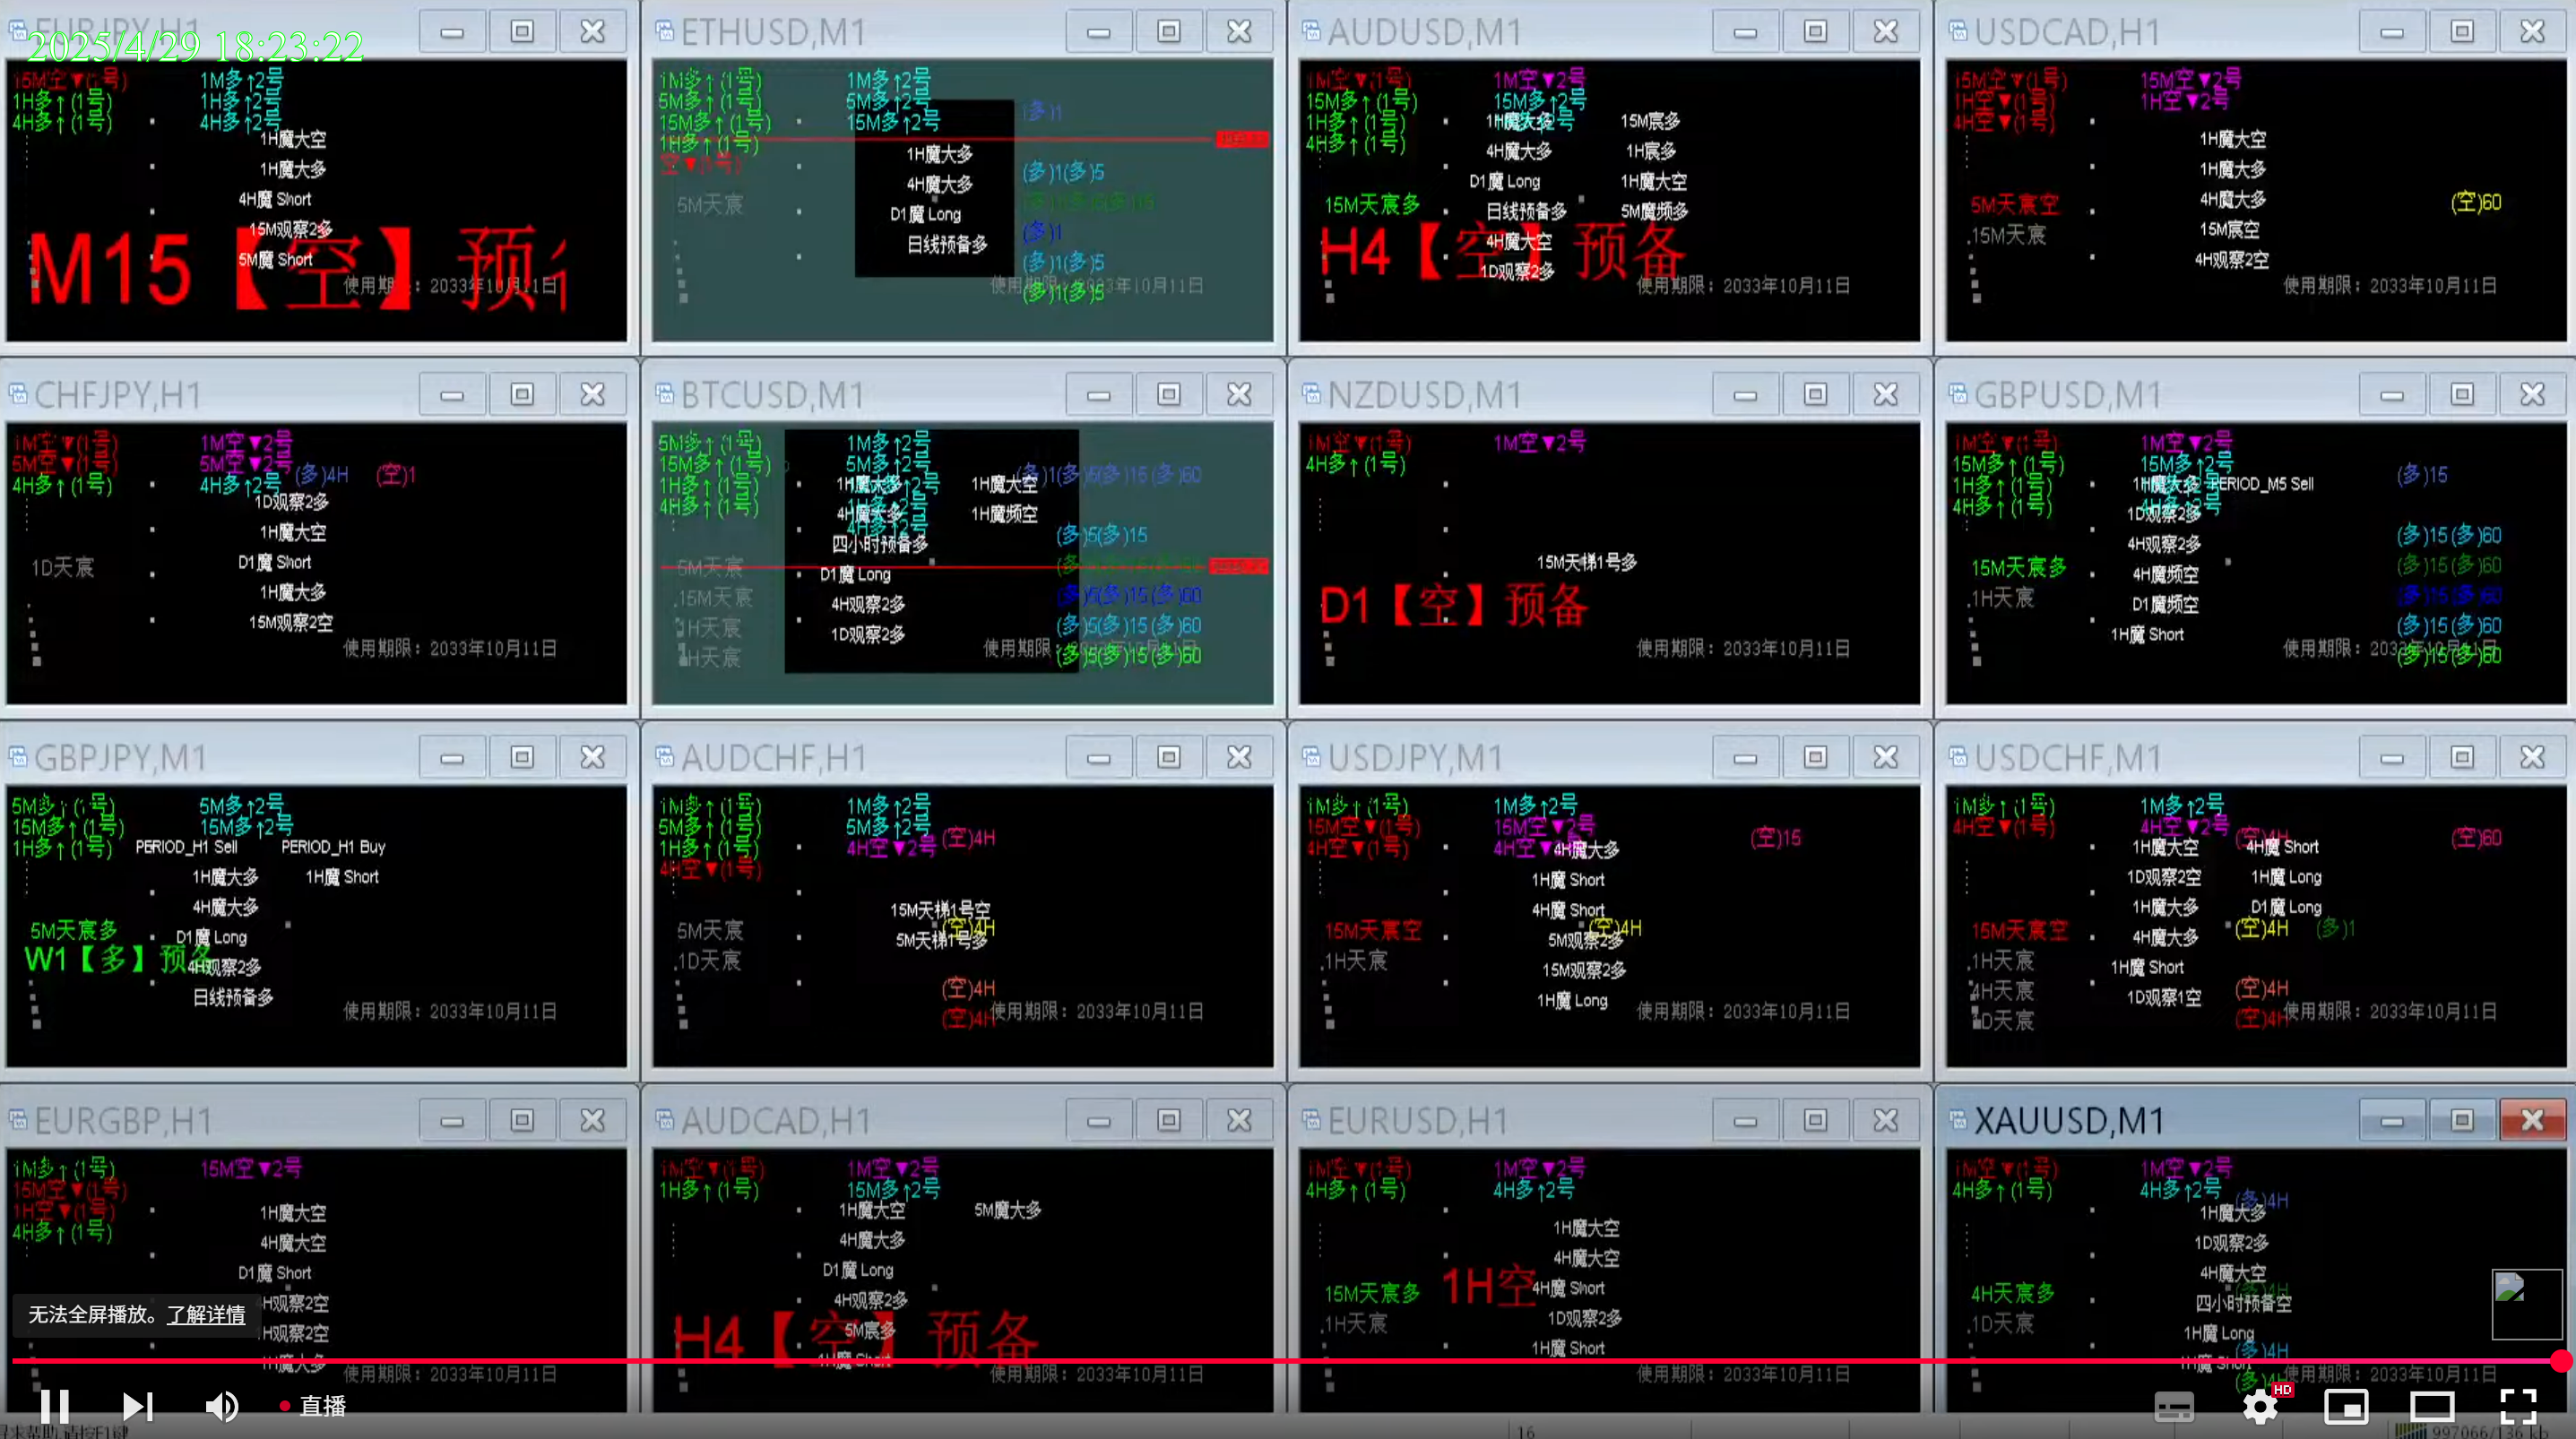 EURJPY,H1
2025/4/29 18:23:22
15M空▼(1号)
1M多↑2号
1H多↑(1号)
1H多↑2号
4H多↑(1号)
4H多↑2号
1H魔大空
1H魔大多
4H魔 Short
15M观察2多
M15【空】
5M魔 Short
2033年10月11日
ETHUSD,M1
1M多↑(1号)
1M多↑2号
5M多↑(1号)
5M多↑2号
15M多↑(1号)
15M多↑2号
1H多↑(1号)
空▼(1号)
1H魔大多
4H魔大多
(多)1(多)5
5M天宸
D1魔 Long
(多)1
日线预备多
(多)1(多)5
(多)1(多)5
AUDUSD,M1
1M空▼(1号)
1M空▼2号
15M多↑(1号)
15M多↑2号
1H多↑(1号)
1H魔大多
15M宸多
4H多↑(1号)
4H魔大多
1H宸多
D1魔 Long
1H魔大空
15M天宸多
日线预备多
5M魔频多
H4【空】预备
4H魔大空
1D观察2多
使用期限：2033年10月11日
USDCAD,H1
15M空▼(1号)
15M空▼2号
1H空▼(1号)
1H空▼2号
4H空▼(1号)
1H魔大空
1H魔大多
4H魔大多
5M天宸空
(空)60
15M宸空
.15M天宸
4H观察2空
使用期限：2033年10月11日
CHFJPY,H1
1M空▼(1号)
1M空▼2号
5M空▼(1号)
5M空▼2号
(多)4H
(空)1
4H多↑(1号)
4H多↑2号
1D观察2多
1H魔大空
1D天宸
D1魔 Short
1H魔大多
15M观察2空
使用期限：2033年10月11日
BTCUSD,M1
5M多↑(1号)
1M多↑2号
15M多↑(1号)
5M多↑2号
1H多↑(1号)
1H魔大多
1H魔大空
(多)1(多)5(多)15(多)60
4H多↑(1号)
4H魔大多
1H魔频空
四小时预备多
(多)5(多)15
5M天宸
D1魔 Long
.15M天宸
4H观察2多
(多)5(多)15(多)60
1H天宸
1D观察2多
(多)5(多)15(多)60
H天宸
(多)5(多)15(多)60
NZDUSD,M1
1M空▼(1号)
1M空▼2号
4H多↑(1号)
15M天梯1号多
D1【空】预备
使用期限：2033年10月11日
GBPUSD,M1
1M空▼(1号)
1M空▼2号
15M多↑(1号)
15M多↑2号
1H多↑(1号)
1H魔大多
PERIOD_M5 Sell
(多)15
4H多↑(1号)
1D观察2多
4H观察2多
(多)15(多)60
15M天宸多
4H魔频空
(多)15(多)60
.1H天宸
D1魔频空
(多)15(多)60
1H魔 Short
(多)15(多)60
(多)15(多)60
GBPJPY,M1
5M多↑(1号)
5M多↑2号
15M多↑(1号)
15M多↑2号
1H多↑(1号)
PERIOD_H1 Sell
PERIOD_H1 Buy
1H魔大多
1H魔 Short
4H魔大多
5M天宸多
D1魔 Long
W1【多】预备
4H观察2多
日线预备多
使用期限：2033年10月11日
AUDCHF,H1
1M多↑(1号)
1M多↑2号
5M多↑(1号)
5M多↑2号
(空)4H
1H多↑(1号)
4H空▼2号
4H空▼(1号)
15M天梯1号空
5M天宸
(空)4H
5M天梯1号多
.1D天宸
(空)4H
(空)4H
使用期限：2033年10月11日
USDJPY,M1
1M多↑(1号)
1M多↑2号
15M空▼(1号)
15M空▼2号
(空)15
4H空▼(1号)
4H魔大多
1H魔 Short
4H魔 Short
15M天宸空
(空)4H
5M观察2多
.1H天宸
15M观察2多
1H魔 Long
使用期限：2033年10月11日
USDCHF,M1
1M多↑(1号)
1M多↑2号
4H空▼(1号)
4H空▼2号
(空)4H
(空)60
1H魔大空
4H魔 Short
1D观察2空
1H魔 Long
1H魔大多
D1魔 Long
15M天宸空
4H魔大多
(空)4H
(多)1
.1H天宸
1H魔 Short
4H天宸
1D观察1空
(空)4H
D天宸
(空)4H
使用期限：2033年10月11日
EURGBP,H1
1M多↑(1号)
15M空▼2号
15M空▼(1号)
1H空▼(1号)
1H魔大空
4H多↑(1号)
4H魔大空
D1魔 Short
H观察2空
无法全屏播放。了解详情
H观察2空
1H魔大多
使用期限：2033年10月11日
AUDCAD,H1
1M空▼(1号)
1M空▼2号
1H多↑(1号)
15M多↑2号
1H魔大空
5M魔大多
4H魔大多
D1魔 Long
4H观察2多
H4【空】预备
5M宸多
使用期限：2033年10月11日
EURUSD,H1
1M空▼(1号)
1M空▼2号
4H多↑(1号)
4H多↑2号
1H魔大空
4H魔大空
15M天宸多
1H空
4H魔 Short
.1H天宸
1D观察2多
1H魔 Short
使用期限：2033年10月11日
XAUUSD,M1
1M空▼(1号)
1M空▼2号
4H多↑(1号)
4H多↑2号
(多)4H
1H魔大多
1D观察2多
4H魔大空
4H天宸多
四小时预备空
.1D天宸
1H魔 Long
(多)4H
使用期限：2033年10月11日
直播
HD
16
997066/136 kb